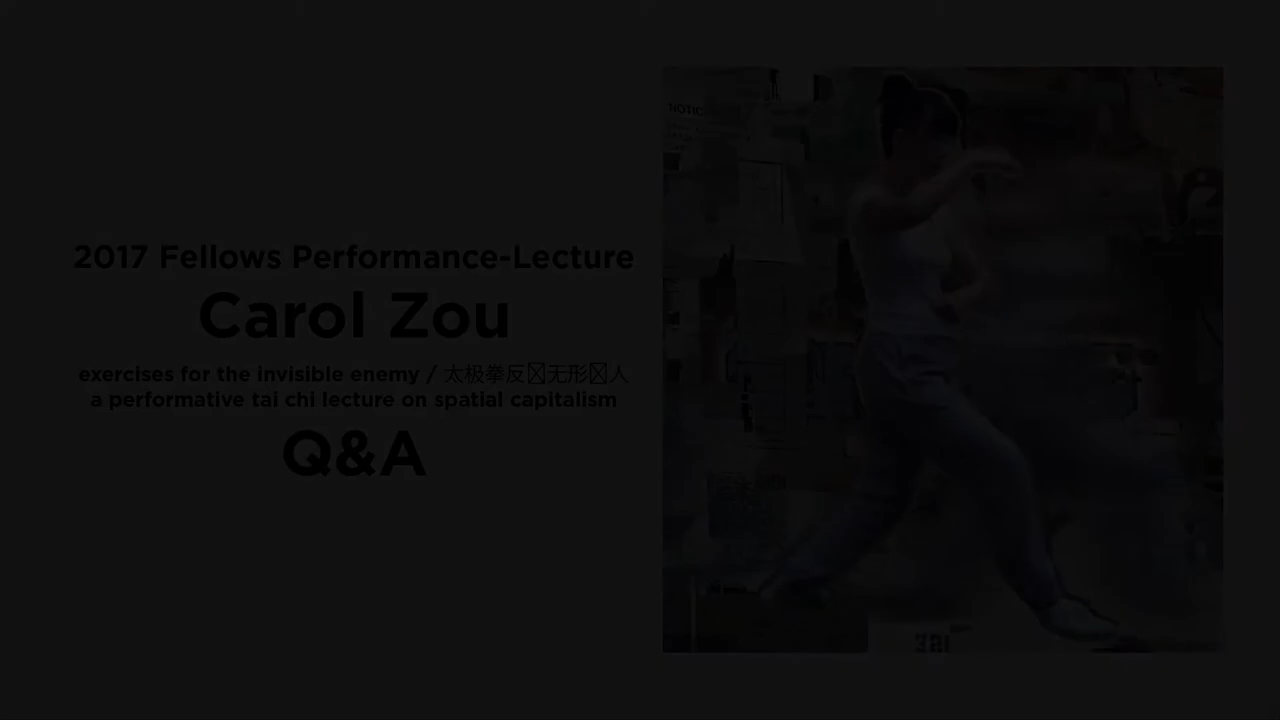 2017 Fellows Performance-Lecture
Carol Zou
exercises for the invisible enemy / 太极拳反无形人
a performative tai chi lecture on spatial capitalism
Q&A
NOTIC